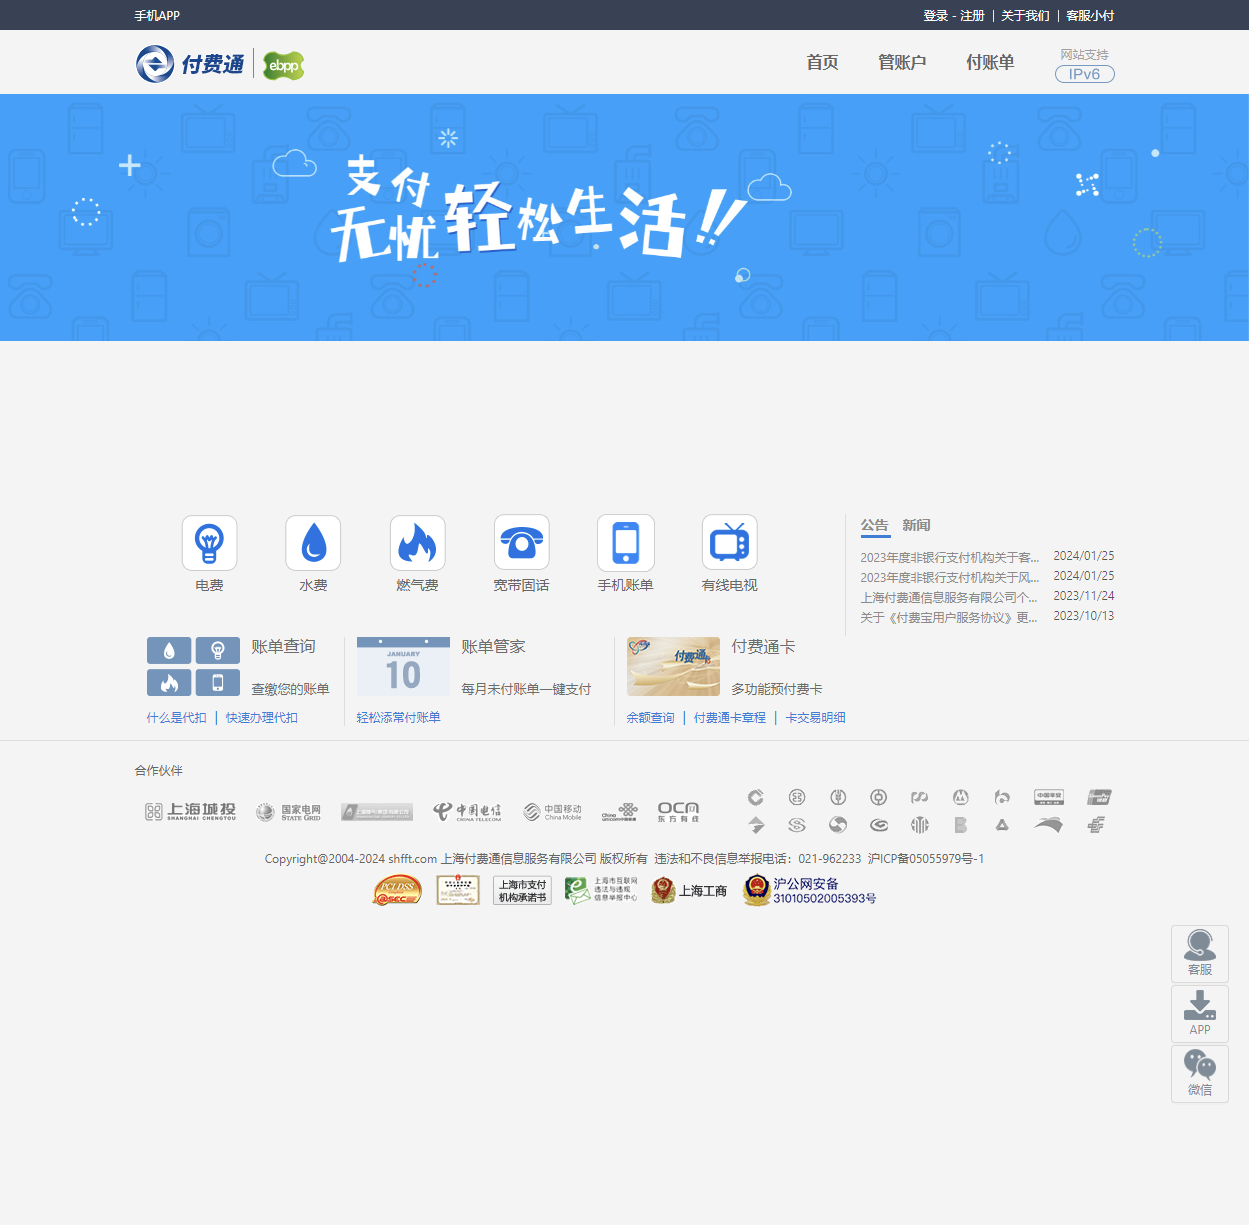 手机APP
登录 - 注册 | 关于我们 | 客服小付
付费通 ebpp
首页 管账户 付账单
网站支持
IPv6
支付
无忧轻松生活!!
公告 新闻
2023年度非银行支付机构关于客... 2024/01/25
2023年度非银行支付机构关于风... 2024/01/25
上海付费通信息服务有限公司个... 2023/11/24
关于《付费宝用户服务协议》更... 2023/10/13
电费 水费 燃气费 宽带固话 手机账单 有线电视
账单查询
查缴您的账单
什么是代扣 | 快速办理代扣
JANUARY
10
账单管家
每月未付账单一键支付
轻松添常付账单
付费通
付费通卡
多功能预付费卡
余额查询 | 付费通卡章程 | 卡交易明细
合作伙伴
上海城投
SHANGHAI CHENGTOU
国家电网
STATE GRID
中国电信
CHINA TELECOM
中国移动
China Mobile
China
unicom中国联通
OCN
东方有线
Copyright@2004-2024 shfft.com 上海付费通信息服务有限公司 版权所有 违法和不良信息举报电话：021-962233 沪ICP备05055979号-1
PCI.DSS
@SEC
上海市支付
机构承诺书
上海市互联网
违法与违规
信息举报中心
上海工商
沪公网安备
31010502005393号
客服
APP
微信